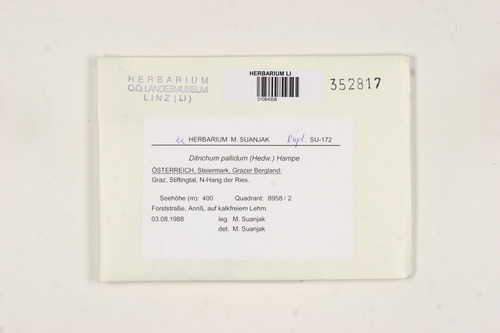 HERBARIUM
O.Ö. LANDESMUSEUM
LINZ (LI)
HERBARIUM LI
01064308
352817
ex HERBARIUM M. SUANJAK Dupl. SU-172
Ditrichum pallidum (Hedw.) Hampe
ÖSTERREICH, Steiermark, Grazer Bergland:
Graz, Stiftingtal, N-Hang der Ries.
Seehöhe (m): 400 Quadrant: 8958 / 2
Forststraße, Anriß, auf kalkfreiem Lehm.
03.08.1988 leg. M. Suanjak
det. M. Suanjak